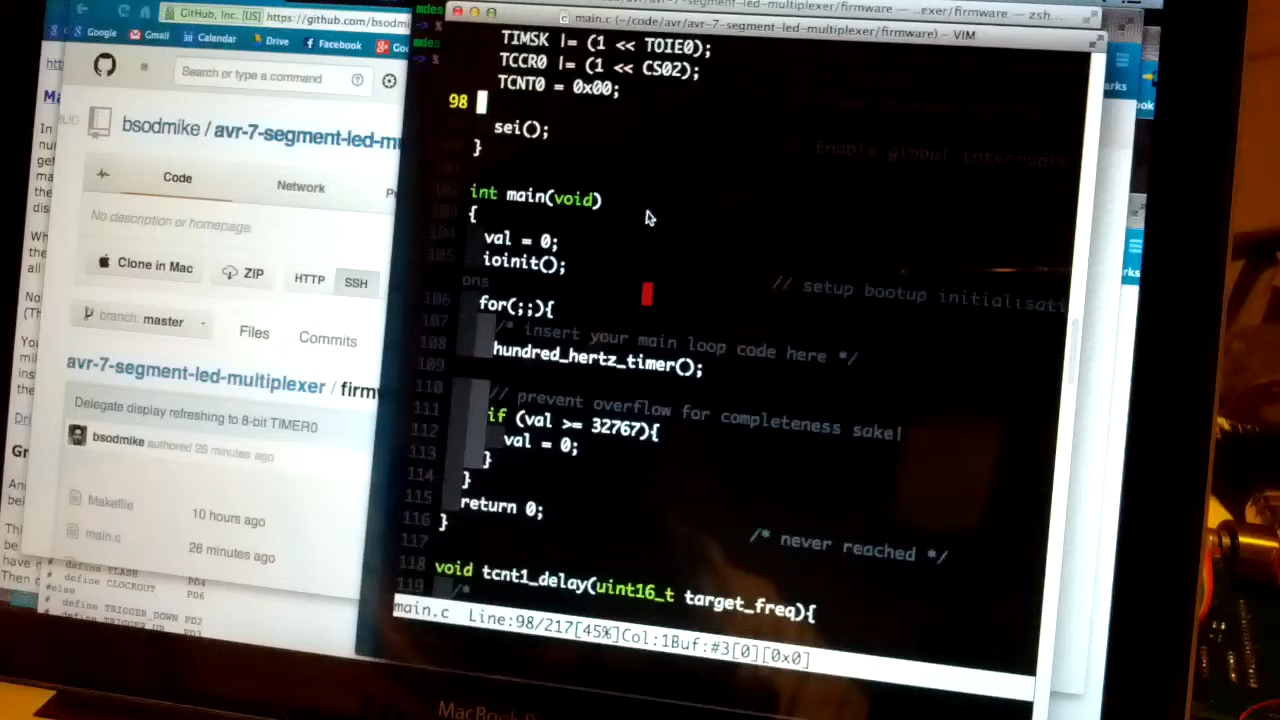 GitHub, Inc. [US]
https://github.com/bsodmi
Google
Gmail
Calendar
Drive
Facebook
Search or type a command
bsodmike / avr-7-segment-led-m
Code
Network
No description or homepage.
Clone in Mac
ZIP
HTTP
SSH
branch: master
Files
Commits
avr-7-segment-led-multiplexer / firm
Delegate display refreshing to 8-bit TIMER0
bsodmike authored 28 minutes ago
Makefile
10 hours ago
main.c
26 minutes ago
# define FLASH PD4
# define CLOCKOUT PD6
#else
# define TRIGGER_DOWN PD2
# define TRIGGER_UP PD3
main.c (~/code/avr/avr-7-segment-led-multiplexer/firmware) – VIM
TIMSK |= (1 << TOIE0);
TCCR0 |= (1 << CS02);
TCNT0 = 0x00;
98
// Enable global interrupts
sei();
}
int main(void)
{
val = 0;
105 ioinit();
// setup bootup initialisati
ons
106 for(;;){
107 /* insert your main loop code here */
108 hundred_hertz_timer();
109
110 // prevent overflow for completeness sake|
111 if (val >= 32767){
112 val = 0;
113 }
114 }
115 return 0;
/* never reached */
116 }
117
118 void tcnt1_delay(uint16_t target_freq){
119 /*
main.c Line:98/217[45%]Col:1Buf:#3[0][0x0]
MacBook